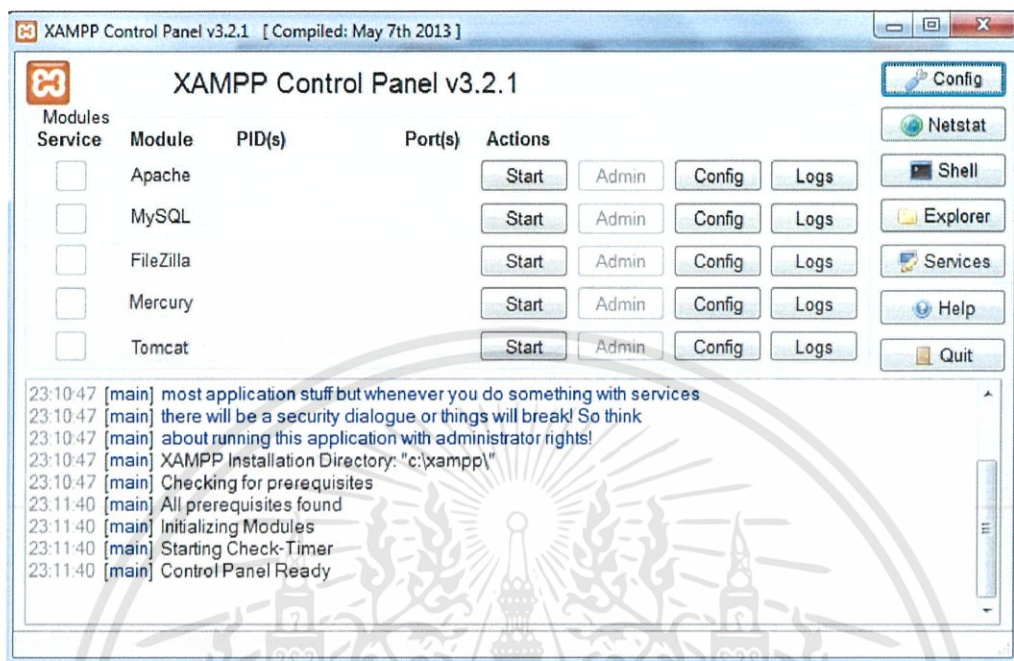 XAMPP Control Panel v3.2.1 [ Compiled: May 7th 2013 ]
XAMPP Control Panel v3.2.1
Config
Modules
Service Module PID(s) Port(s) Actions
Netstat
Apache Start Admin Config Logs
Shell
MySQL Start Admin Config Logs
Explorer
FileZilla Start Admin Config Logs
Services
Mercury Start Admin Config Logs
Help
Tomcat Start Admin Config Logs
Quit
23:10:47 [main] most application stuff but whenever you do something with services
23:10:47 [main] there will be a security dialogue or things will break! So think
23:10:47 [main] about running this application with administrator rights!
23:10:47 [main] XAMPP Installation Directory: "c:\xampp\"
23:10:47 [main] Checking for prerequisites
23:11:40 [main] All prerequisites found
23:11:40 [main] Initializing Modules
23:11:40 [main] Starting Check-Timer
23:11:40 [main] Control Panel Ready